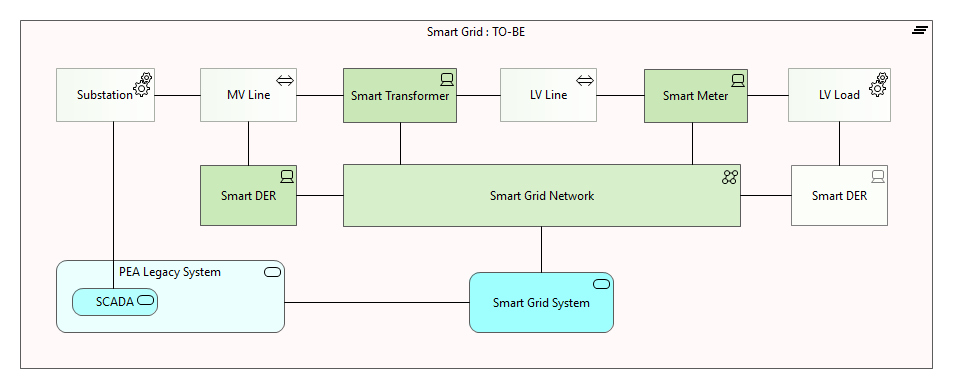 Smart Grid : TO-BE
Substation
MV Line
Smart Transformer
LV Line
Smart Meter
LV Load
Smart DER
Smart Grid Network
Smart DER
PEA Legacy System
SCADA
Smart Grid System